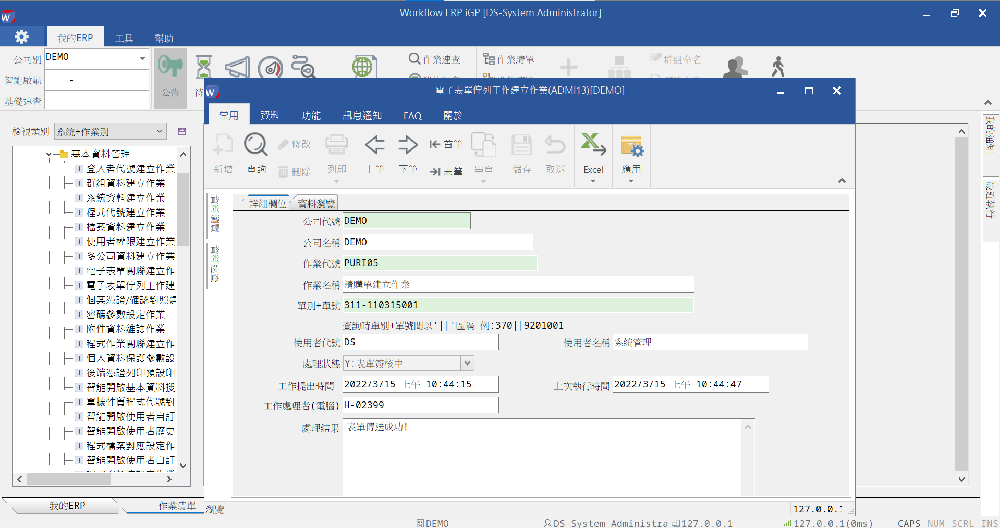 Workflow ERP iGP [DS-System Administrator]
我的ERP 工具 幫助
公司別 DEMO
智能啟動 -
基礎速查
公告
待
作業速查
作業清單
群組命名
電子表單佇列工作建立作業(ADMI13)[DEMO]
常用 資料 功能 訊息通知 FAQ 關於
新增 查詢 修改 刪除 列印 上筆 下筆 首筆 末筆 串查 儲存 取消 Excel 應用
檢視類別 系統+作業別
基本資料管理
登入者代號建立作業
群組資料建立作業
系統資料建立作業
程式代號建立作業
檔案資料建立作業
使用者權限建立作業
多公司資料建立作業
電子表單關聯建立作
電子表單佇列工作建
個案憑證/確認對照建
密碼參數設定作業
附件資料維護作業
程式作業關聯建立作
個人資料保護參數設
後端憑證列印預設印
智能開啟基本資料搜
單據性質程式代號對
智能開啟使用者自訂
智能開啟使用者歷史
程式檔案對應設定作
智能開啟使用者自訂
資料瀏覽
資料速查
詳細欄位 資料瀏覽
公司代號 DEMO
公司名稱 DEMO
作業代號 PURI05
作業名稱 請購單建立作業
單別+單號 311-110315001
查詢時單別+單號間以'||'區隔 例:370||9201001
使用者代號 DS 使用者名稱 系統管理
處理狀態 Y:表單簽核中
工作提出時間 2022/3/15 上午 10:44:15 上次執行時間 2022/3/15 上午 10:44:47
工作處理者(電腦) H-02399
處理結果 表單傳送成功!
我的通知
最近執行
我的ERP 作業清單
瀏覽 127.0.0.1
DEMO DS-System Administra 127.0.0.1 127.0.0.1(0ms) CAPS NUM SCRL INS